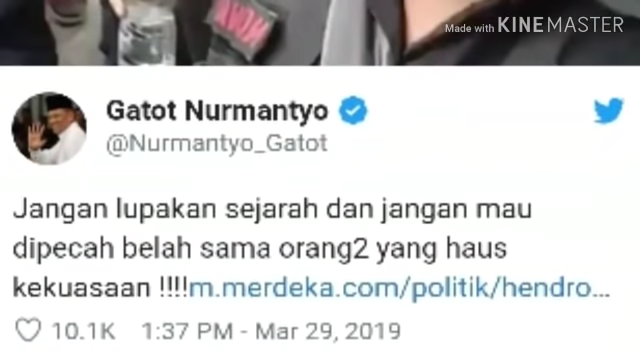 Made with KINEMASTER
Gatot Nurmantyo
@Nurmantyo_Gatot
Jangan lupakan sejarah dan jangan mau
dipecah belah sama orang2 yang haus
kekuasaan !!!!m.merdeka.com/politik/hendro...
10.1K 1:37 PM - Mar 29, 2019